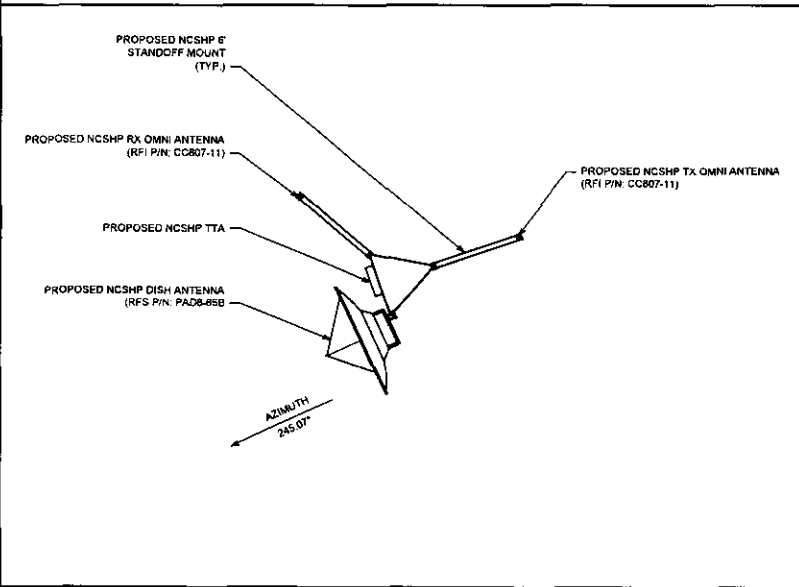 PROPOSED NCSHP 6'
STANDOFF MOUNT
(TYP.)
PROPOSED NCSHP RX OMNI ANTENNA
(RFI P/N: CC807-11)
PROPOSED NCSHP TX OMNI ANTENNA
(RFI P/N: CC807-11)
PROPOSED NCSHP TTA
PROPOSED NCSHP DISH ANTENNA
(RFS P/N: PAD8-65B
AZIMUTH
245.07°